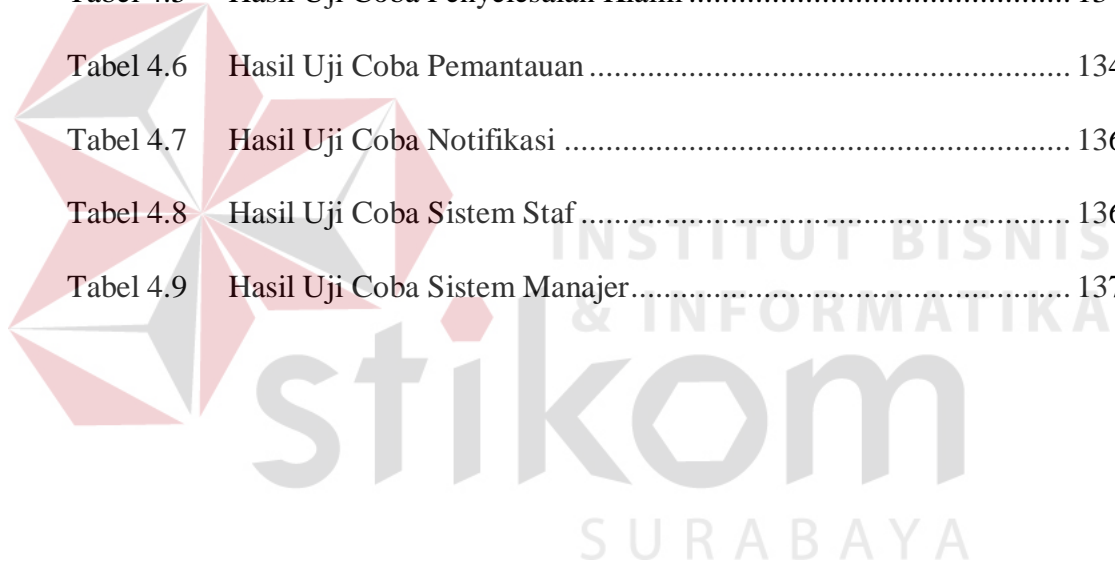 Tabel 4.6 Hasil Uji Coba Pemantauan ........................................................................ 134
Tabel 4.7 Hasil Uji Coba Notifikasi ........................................................................... 136
Tabel 4.8 Hasil Uji Coba Sistem Staf ......................................................................... 136
Tabel 4.9 Hasil Uji Coba Sistem Manajer.................................................................. 137
INSTITUT BISNIS
& INFORMATIKA
stikom
SURABAYA